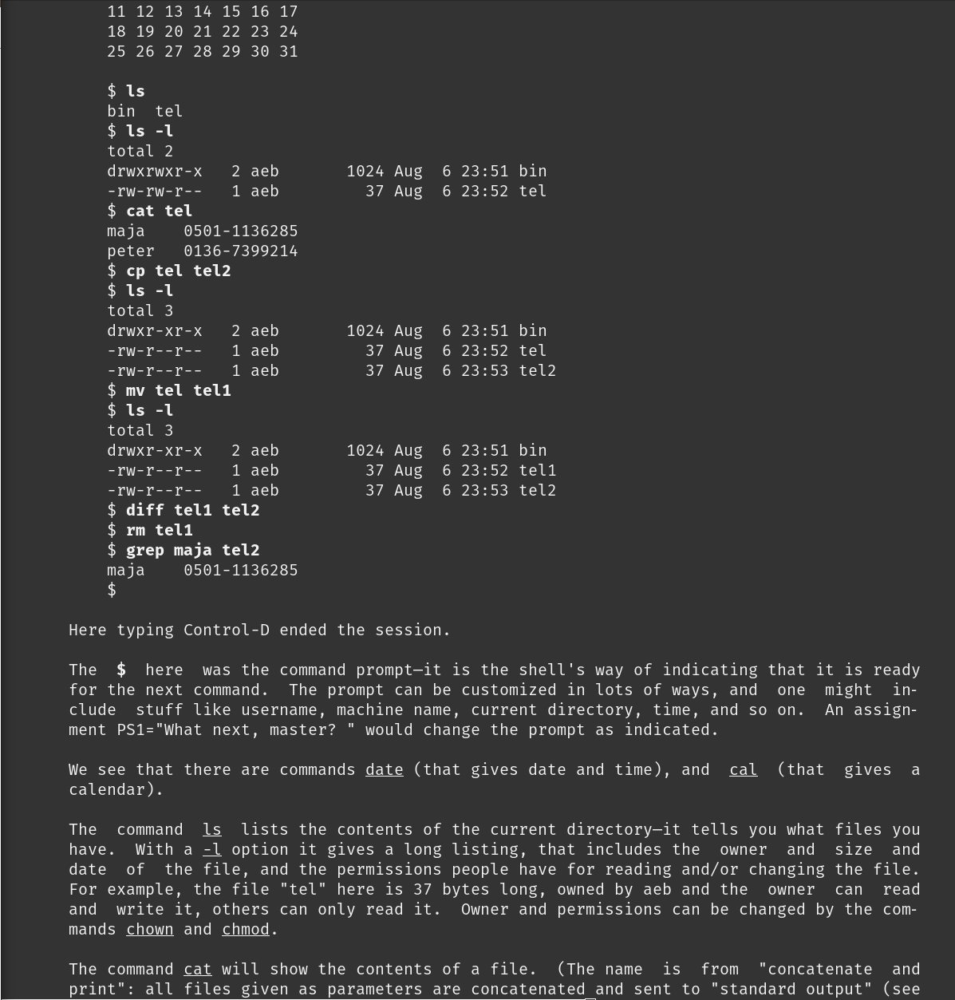 11 12 13 14 15 16 17
18 19 20 21 22 23 24
25 26 27 28 29 30 31
$ ls
bin  tel
$ ls -l
total 2
drwxrwxr-x   2 aeb       1024 Aug  6 23:51 bin
-rw-rw-r--   1 aeb         37 Aug  6 23:52 tel
$ cat tel
maja    0501-1136285
peter   0136-7399214
$ cp tel tel2
$ ls -l
total 3
drwxr-xr-x   2 aeb       1024 Aug  6 23:51 bin
-rw-r--r--   1 aeb         37 Aug  6 23:52 tel
-rw-r--r--   1 aeb         37 Aug  6 23:53 tel2
$ mv tel tel1
$ ls -l
total 3
drwxr-xr-x   2 aeb       1024 Aug  6 23:51 bin
-rw-r--r--   1 aeb         37 Aug  6 23:52 tel1
-rw-r--r--   1 aeb         37 Aug  6 23:53 tel2
$ diff tel1 tel2
$ rm tel1
$ grep maja tel2
maja    0501-1136285
$
Here typing Control-D ended the session.
The  $  here  was the command prompt—it is the shell's way of indicating that it is ready
for the next command.  The prompt can be customized in lots of ways, and  one  might  in‐
clude  stuff like username, machine name, current directory, time, and so on.  An assign‐
ment PS1="What next, master? " would change the prompt as indicated.
We see that there are commands date (that gives date and time), and  cal  (that  gives  a
calendar).
The  command  ls  lists the contents of the current directory—it tells you what files you
have.  With a -l option it gives a long listing, that includes the  owner  and  size  and
date  of  the file, and the permissions people have for reading and/or changing the file.
For example, the file "tel" here is 37 bytes long, owned by aeb and the  owner  can  read
and  write it, others can only read it.  Owner and permissions can be changed by the com‐
mands chown and chmod.
The command cat will show the contents of a file.  (The name  is  from  "concatenate  and
print": all files given as parameters are concatenated and sent to "standard output" (see